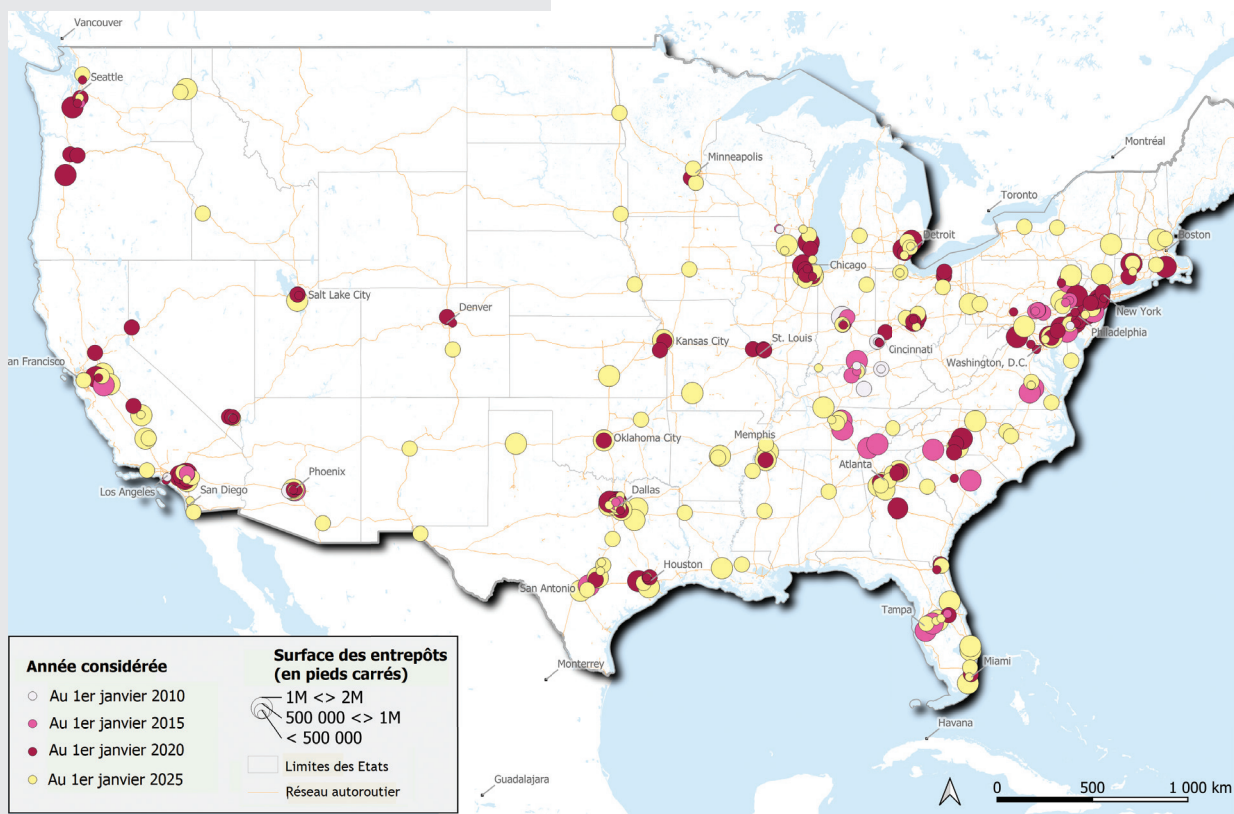 Vancouver
Seattle
Minneapolis
Montréal
Toronto
Boston
Detroit
Chicago
Salt Lake City
Denver
New York
Philadelphia
an Francisco
Kansas City
St. Louis
Cincinnati
Washington, D.C.
Oklahoma City
Memphis
Phoenix
Atlanta
Los Angeles
San Diego
Dallas
Houston
San Antonio
Tampa
Miami
Monterrey
Havana
Guadalajara
Année considérée
Au 1er janvier 2010
Au 1er janvier 2015
Au 1er janvier 2020
Au 1er janvier 2025
Surface des entrepôts
(en pieds carrés)
1M <> 2M
500 000 <> 1M
< 500 000
Limites des Etats
Réseau autoroutier
0 500 1 000 km